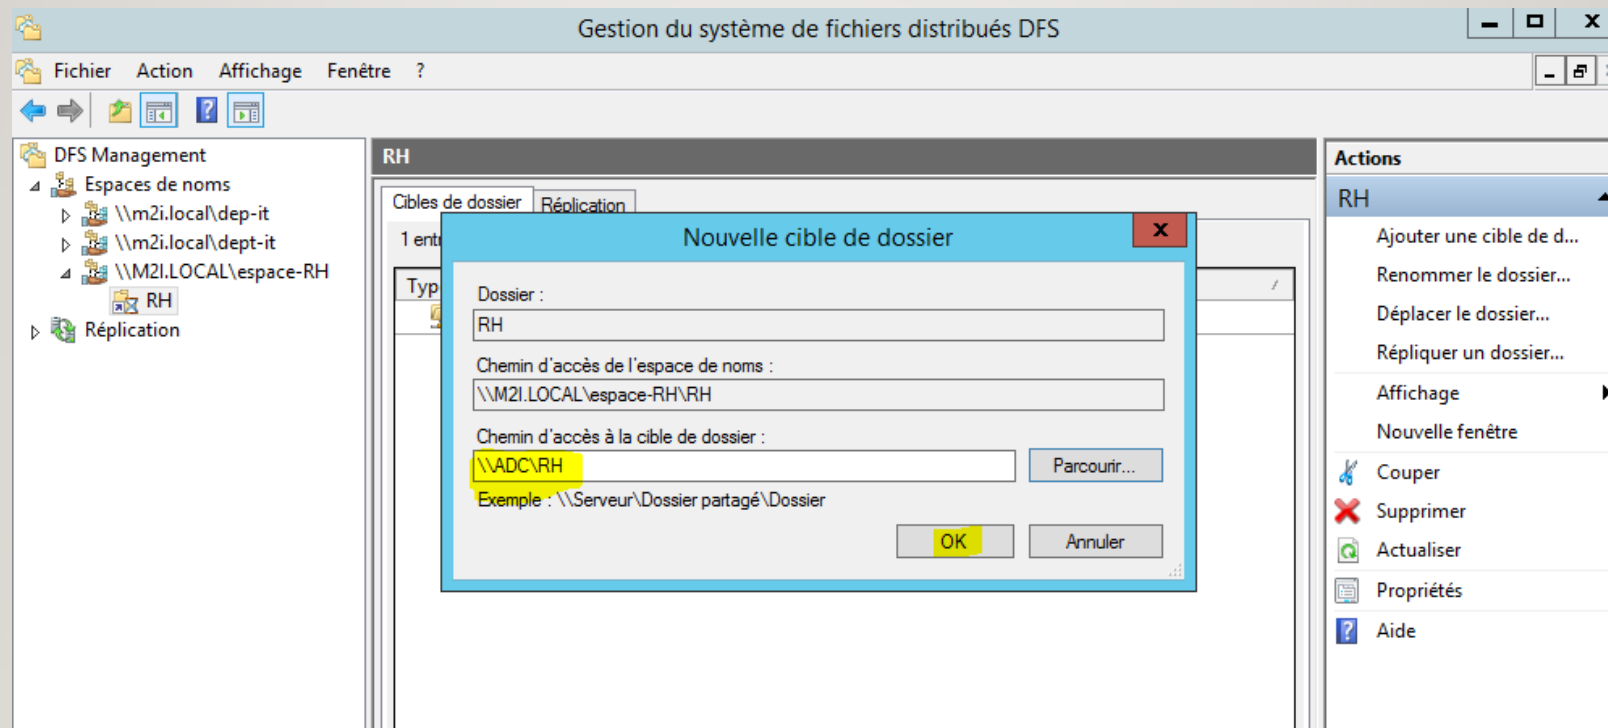 Gestion du système de fichiers distribués DFS
Fichier Action Affichage Fenêtre ?
DFS Management
Espaces de noms
\\m2i.local\dep-it
\\m2i.local\dept-it
\\M2I.LOCAL\espace-RH
RH
Réplication
RH
Cibles de dossier Réplication
1 ent
Typ
Nouvelle cible de dossier
Dossier :
RH
Chemin d'accès de l'espace de noms :
\\M2I.LOCAL\espace-RH\RH
Chemin d'accès à la cible de dossier :
\\ADC\RH Parcourir...
Exemple : \\Serveur\Dossier partagé\Dossier
OK Annuler
Actions
RH
Ajouter une cible de d...
Renommer le dossier...
Déplacer le dossier...
Répliquer un dossier...
Affichage
Nouvelle fenêtre
Couper
Supprimer
Actualiser
Propriétés
Aide